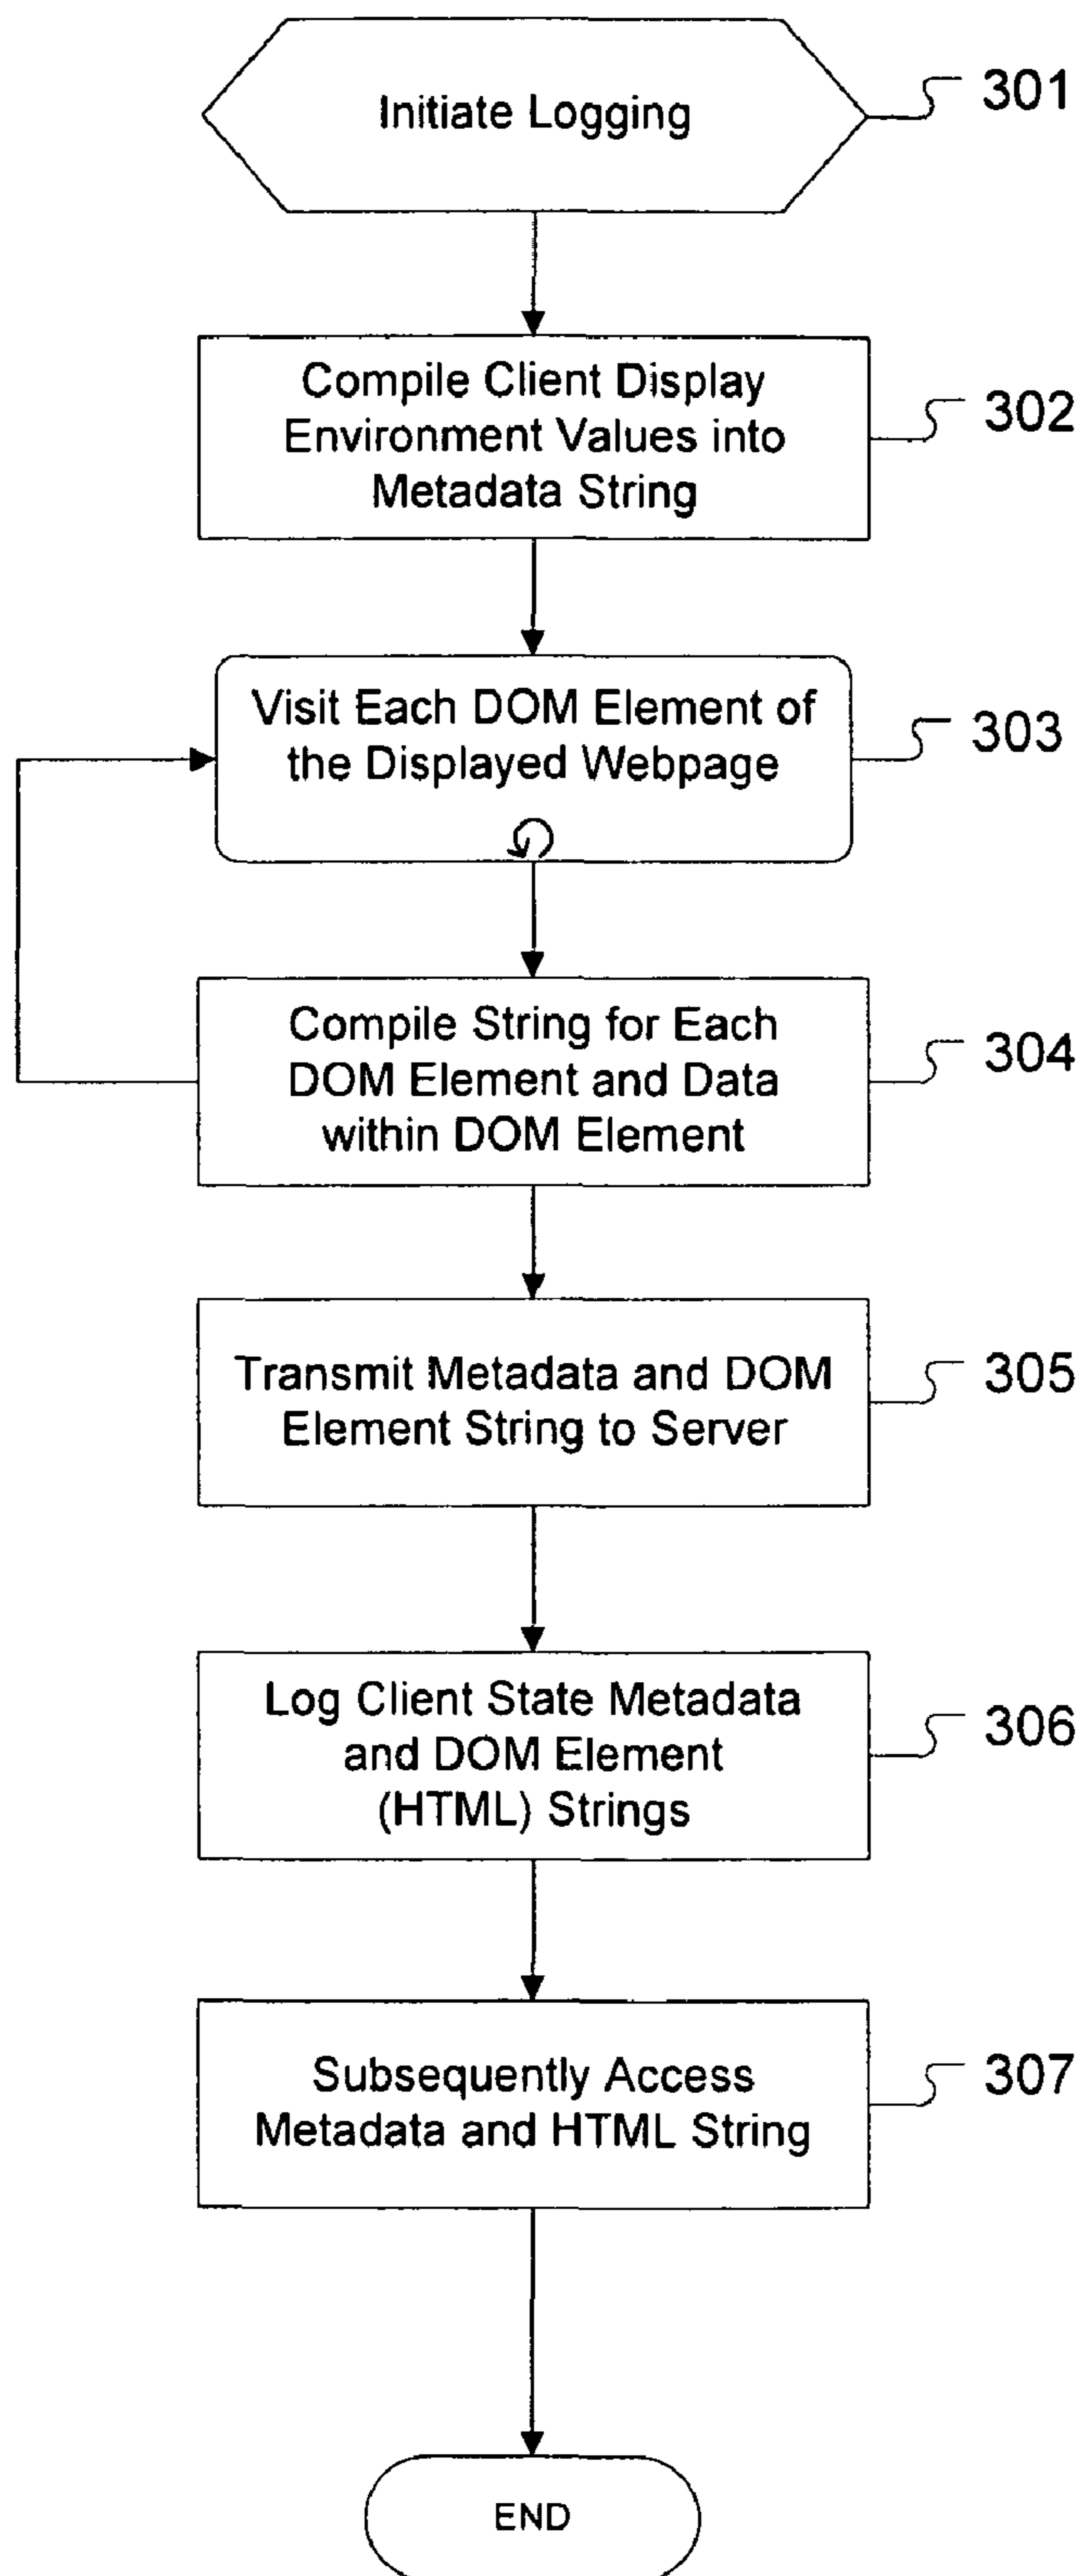 Initiate Logging
301
Compile Client Display
Environment Values into
Metadata String
302
Visit Each DOM Element of
the Displayed Webpage
303
Compile String for Each
DOM Element and Data
within DOM Element
304
Transmit Metadata and DOM
Element String to Server
305
Log Client State Metadata
and DOM Element
(HTML) Strings
306
Subsequently Access
Metadata and HTML String
307
END